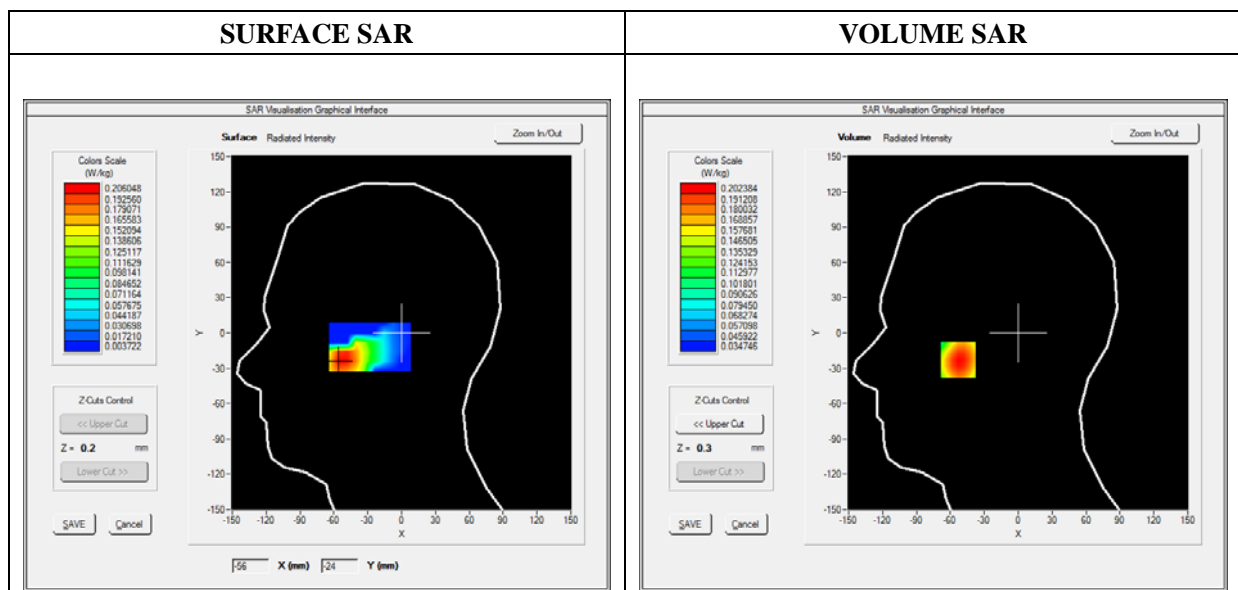 SURFACE SAR
VOLUME SAR
SAR Visualisation Graphical Interface
Surface Radiated Intensity
Zoom In/Out
Colors Scale
(W/kg)
0.206048
0.192560
0.179071
0.165583
0.152094
0.138606
0.125117
0.111629
0.098141
0.084652
0.071164
0.057675
0.044187
0.030698
0.017210
0.003722
Z-Cuts Control
<< Upper Cut
Z = 0.2 mm
Lower Cut >>
SAVE Cancel
150
120
90
60
30
0
-30
-60
-90
-120
-150
Y
-150 -120 -90 -60 -30 0 30 60 90 120 150
X
-56 X (mm) -24 Y (mm)
SAR Visualisation Graphical Interface
Volume Radiated Intensity
Zoom In/Out
Colors Scale
(W/kg)
0.202384
0.191208
0.180032
0.168857
0.157681
0.146505
0.135329
0.124153
0.112977
0.101801
0.090626
0.079450
0.068274
0.057098
0.045922
0.034746
Z-Cuts Control
<< Upper Cut
Z = 0.3 mm
Lower Cut >>
SAVE Cancel
150
120
90
60
30
0
-30
-60
-90
-120
-150
Y
-150 -120 -90 -60 -30 0 30 60 90 120 150
X